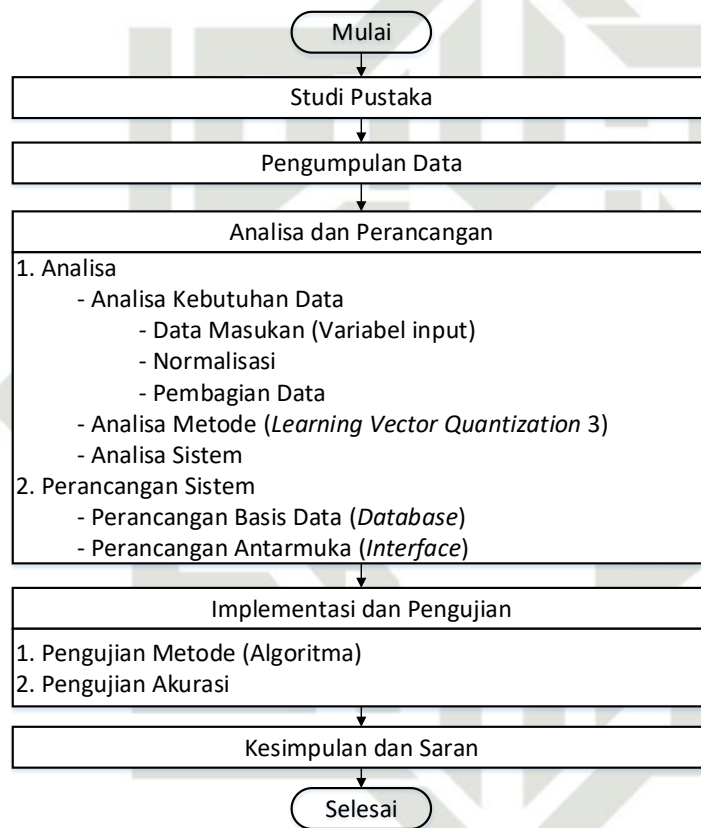 Mulai
Studi Pustaka
Pengumpulan Data
Analisa dan Perancangan
1. Analisa
- Analisa Kebutuhan Data
- Data Masukan (Variabel input)
- Normalisasi
- Pembagian Data
- Analisa Metode (Learning Vector Quantization 3)
- Analisa Sistem
2. Perancangan Sistem
- Perancangan Basis Data (Database)
- Perancangan Antarmuka (Interface)
Implementasi dan Pengujian
1. Pengujian Metode (Algoritma)
2. Pengujian Akurasi
Kesimpulan dan Saran
Selesai